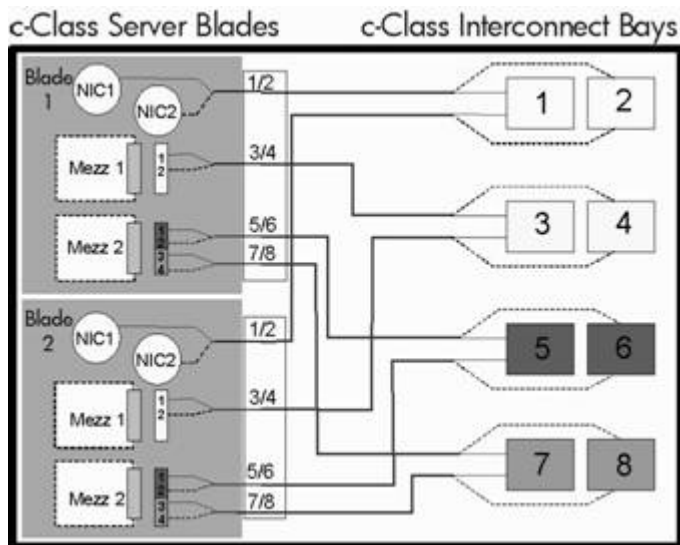 c-Class Server Blades
c-Class Interconnect Bays
Blade
1
NIC1
NIC2
1/2
Mezz 1
1
2
3/4
Mezz 2
1
2
3
4
5/6
7/8
Blade
2
NIC1
NIC2
1/2
Mezz 1
1
2
3/4
Mezz 2
1
2
3
4
5/6
7/8
1
2
3
4
5
6
7
8